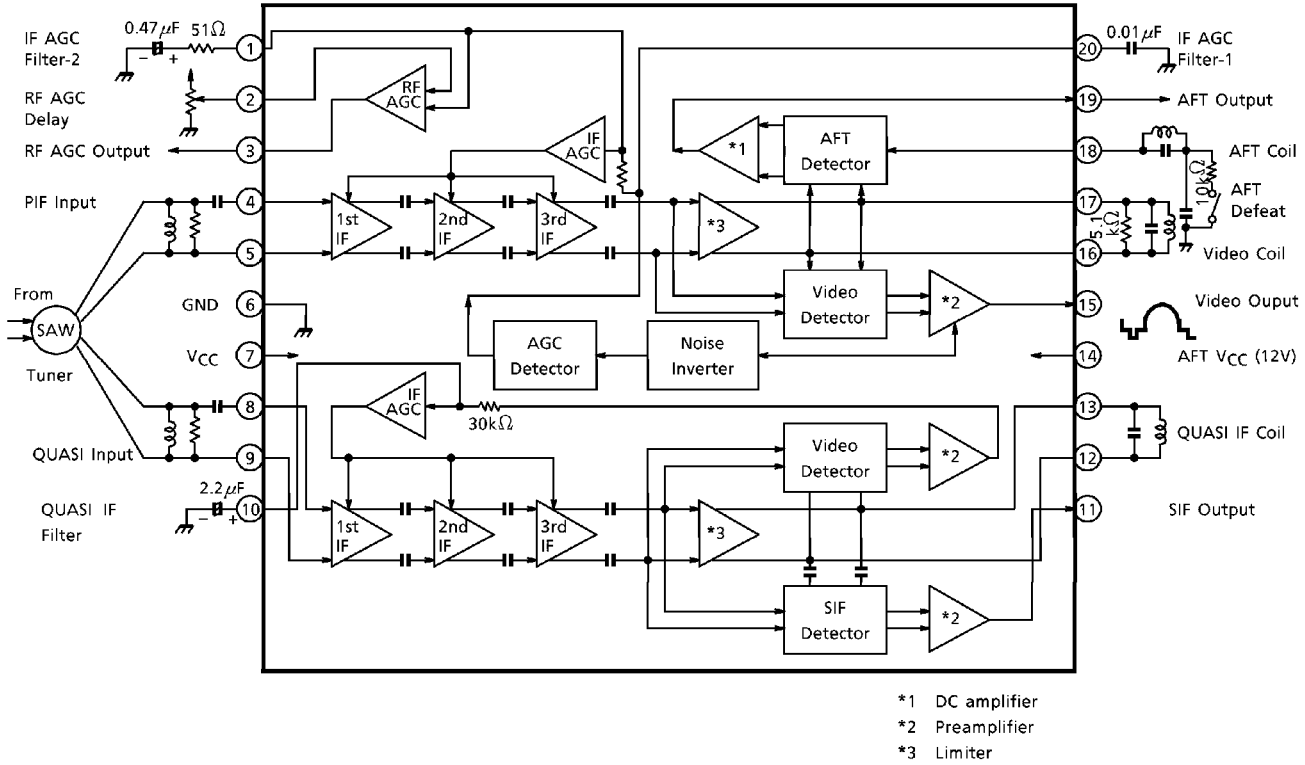 0.47μF 51Ω
IF AGC
Filter-2
− +
1
RF AGC
Delay
2
RF AGC Output
3
PIF Input
4
5
From
SAW
Tuner
GND
6
VCC
7
8
QUASI Input
9
2.2μF
− +
10
QUASI IF
Filter
RF
AGC
IF
AGC
*1
AFT
Detector
1st
IF
2nd
IF
3rd
IF
*3
Video
Detector
*2
AGC
Detector
Noise
Inverter
IF
AGC
30kΩ
Video
Detector
*2
1st
IF
2nd
IF
3rd
IF
*3
SIF
Detector
*2
20
0.01μF
IF AGC
Filter-1
19
AFT Output
18
AFT Coil
10kΩ
AFT
Defeat
17
5.1
kΩ
16
Video Coil
15
Video Ouput
14
AFT VCC (12V)
13
QUASI IF Coil
12
11
SIF Output
*1 DC amplifier
*2 Preamplifier
*3 Limiter